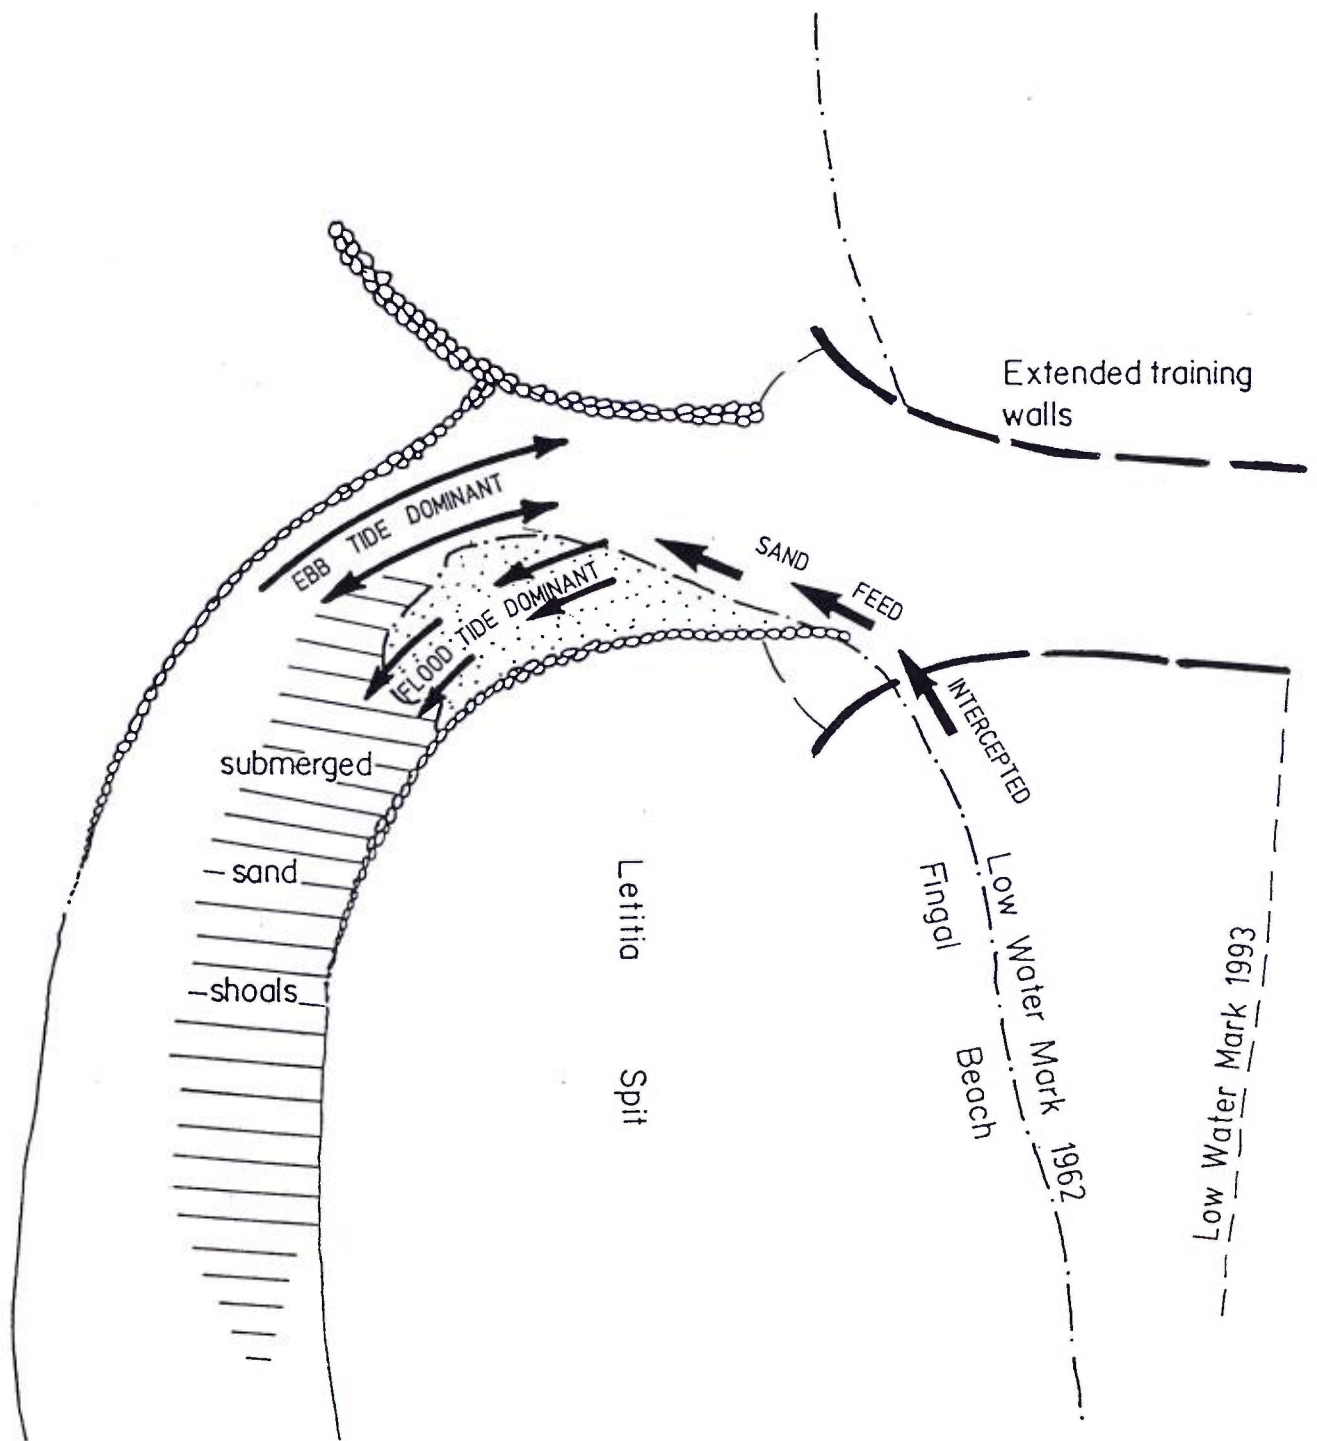 Extended training
walls
EBB TIDE DOMINANT
SAND FEED INTERCEPTED
FLOOD TIDE DOMINANT
submerged
sand
shoals
Letitia Spit
Fingal Beach
Low Water Mark 1962
Low Water Mark 1993